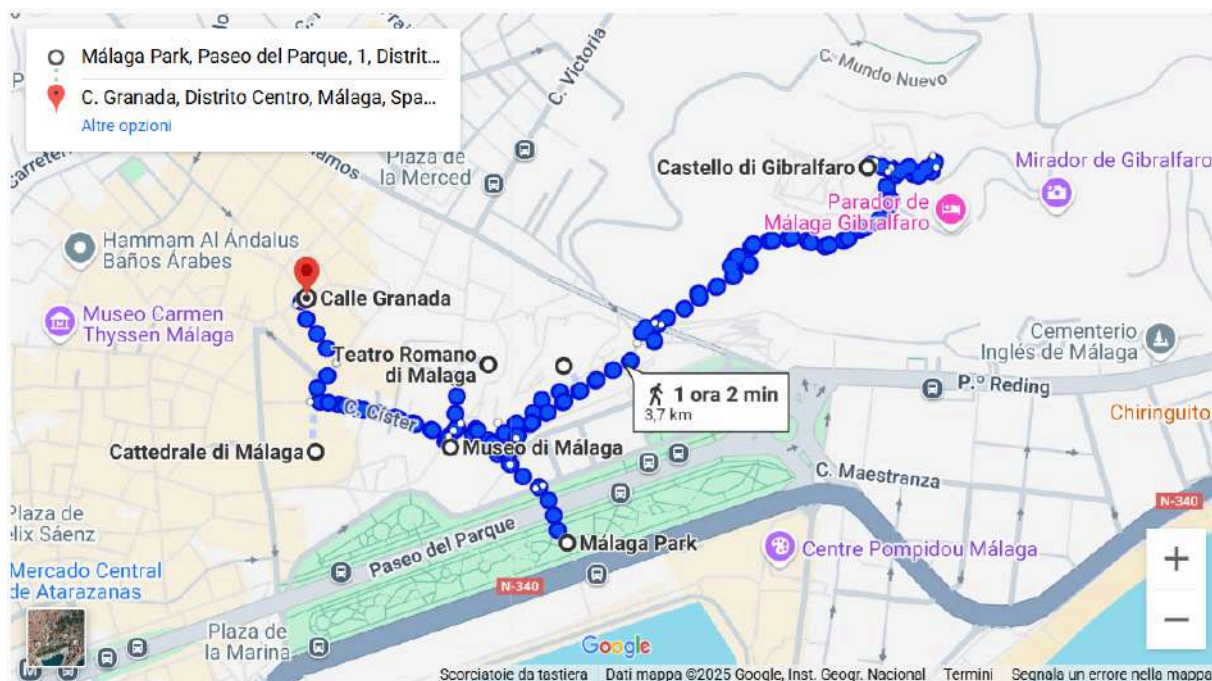 Málaga Park, Paseo del Parque, 1, Distrit...
C. Granada, Distrito Centro, Málaga, Spa...
Altre opzioni
C. Victoria
C. Mundo Nuevo
Plaza de
la Merced
Castello di Gibralfaro
Mirador de Gibralfaro
Parador de
Málaga Gibralfaro
Hammam Al Ándalus
Baños Árabes
Calle Granada
Museo Carmen
Thyssen Málaga
Teatro Romano
di Malaga
Cementerio
Inglés de Málaga
P.º Reding
1 ora 2 min
3,7 km
Chiringuito
C. Císter
Cattedrale di Málaga
Museo di Málaga
C. Maestranza
N-340
Plaza de
elix Sáenz
Paseo del Parque
Málaga Park
Centre Pompidou Málaga
Mercado Central
de Atarazanas
N-340
Plaza de
la Marina
Google
Scorciatoie da tastiera Dati mappa ©2025 Google, Inst. Geogr. Nacional Termini Segnala un errore nella mappa